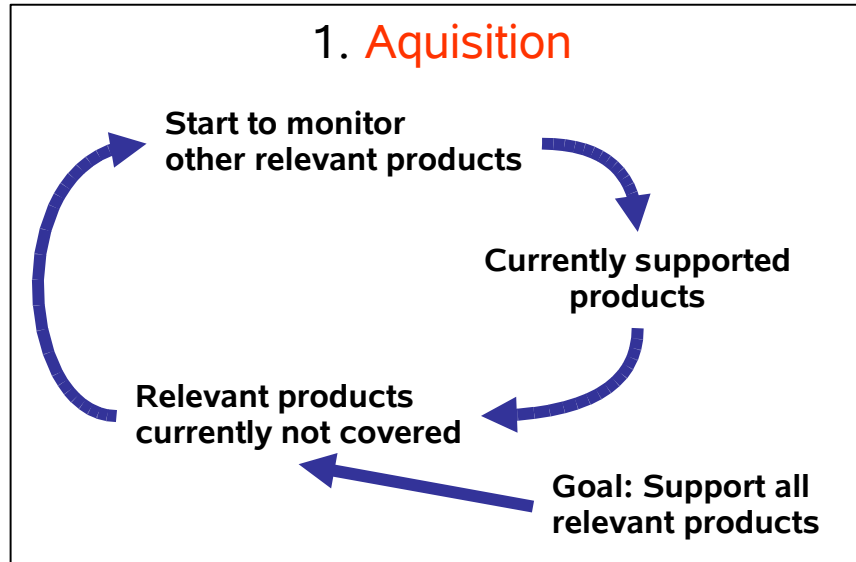 1. Aquisition
Start to monitor
other relevant products
Currently supported
products
Relevant products
currently not covered
Goal: Support all
relevant products